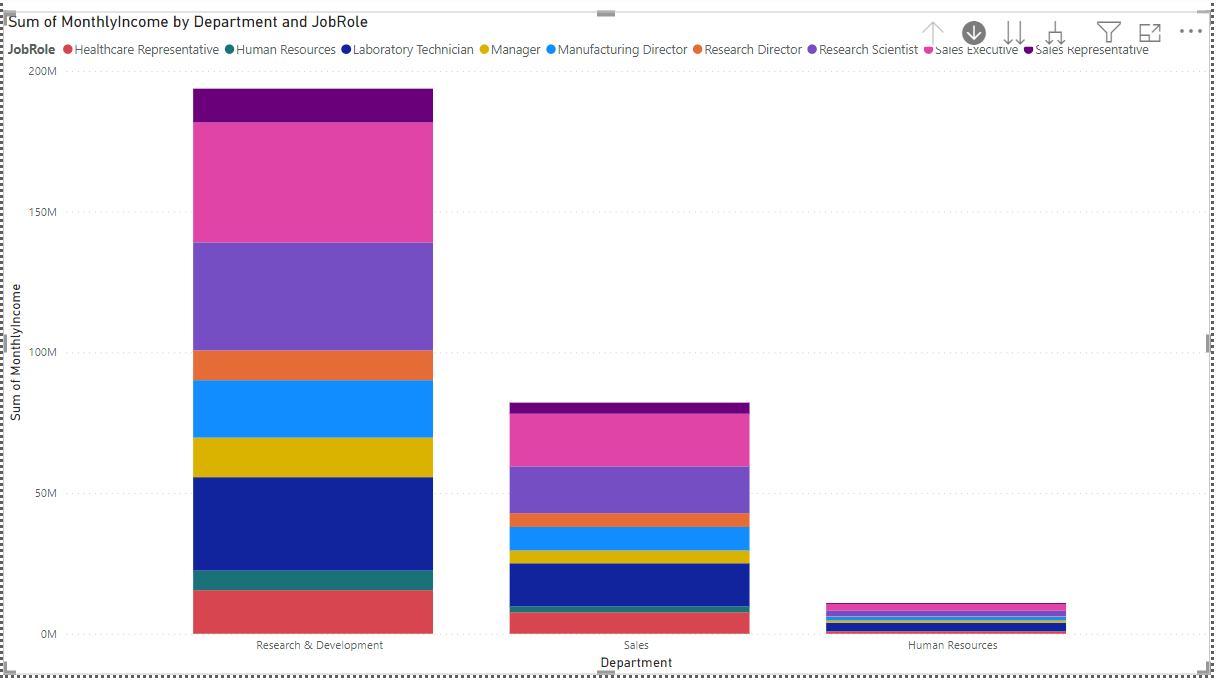 Sum of MonthlyIncome by Department and JobRole
JobRole Healthcare Representative Human Resources Laboratory Technician Manager Manufacturing Director Research Director Research Scientist Sales Executive Sales Representative
200M
150M
100M
50M
0M
Sum of MonthlyIncome
Research & Development Sales Human Resources
Department